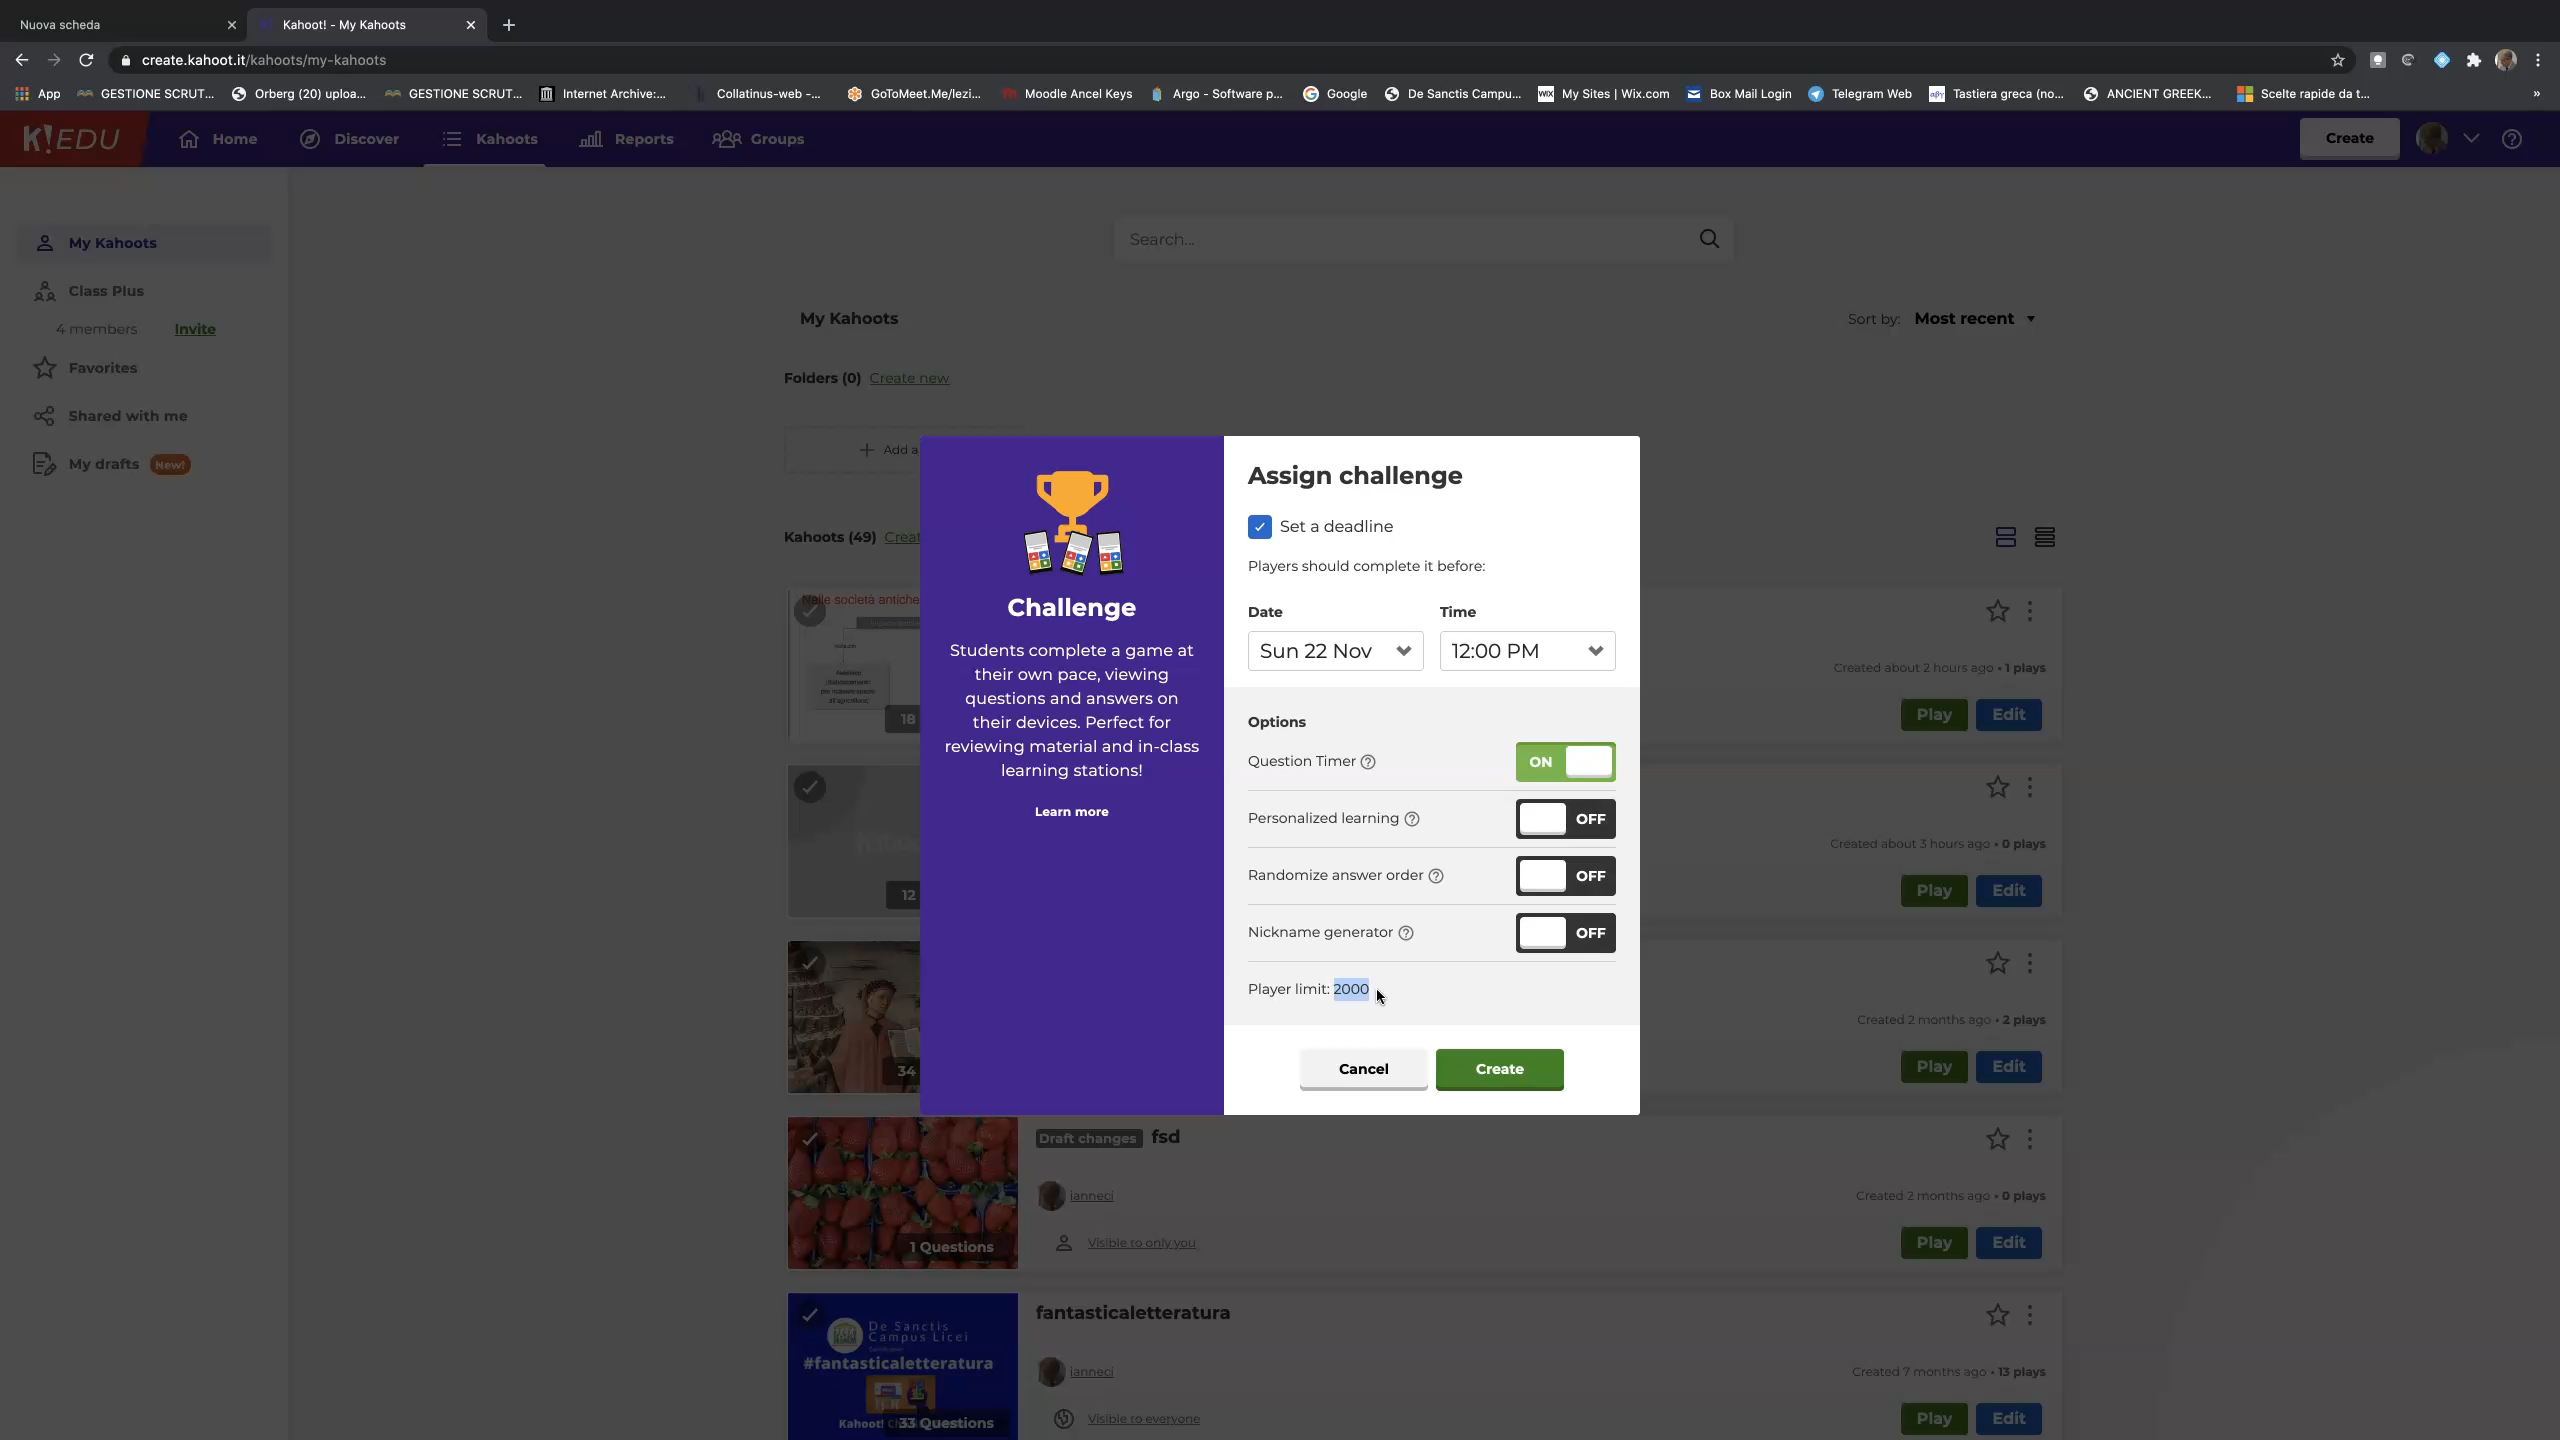 Nuova scheda
Kahoot! - My Kahoots
create.kahoot.it/kahoots/my-kahoots
App
GESTIONE SCRUT...
Orberg (20) uploa...
GESTIONE SCRUT...
Internet Archive:...
Collatinus-web -...
GoToMeet.Me/lezi...
Moodle Ancel Keys
Argo - Software p...
Google
De Sanctis Campu...
My Sites | Wix.com
Box Mail Login
Telegram Web
Tastiera greca (no...
ANCIENT GREEK...
Scelte rapide da t...
»
K!EDU
Home
Discover
Kahoots
Reports
Groups
Create
My Kahoots
Class Plus
4 members
Invite
Favorites
Shared with me
My drafts
New!
Search...
My Kahoots
Sort by: Most recent
Folders (0) Create new
Add a
Kahoots (49) Creat
Nelle società antiche
18
Created about 2 hours ago • 1 plays
Play
Edit
12
Created about 3 hours ago • 0 plays
Play
Edit
34
Created 2 months ago • 2 plays
Play
Edit
Challenge
Students complete a game at
their own pace, viewing
questions and answers on
their devices. Perfect for
reviewing material and in-class
learning stations!
Learn more
Assign challenge
Set a deadline
Players should complete it before:
Date
Time
Sun 22 Nov
12:00 PM
Options
Question Timer
ON
Personalized learning
OFF
Randomize answer order
OFF
Nickname generator
OFF
Player limit: 2000
Cancel
Create
1 Questions
Draft changes
fsd
ianneci
Visible to only you
Created 2 months ago • 0 plays
Play
Edit
De Sanctis
Campus Licei
#fantasticaletteratura
Kahoot!
33 Questions
fantasticaletteratura
ianneci
Visible to everyone
Created 7 months ago • 13 plays
Play
Edit